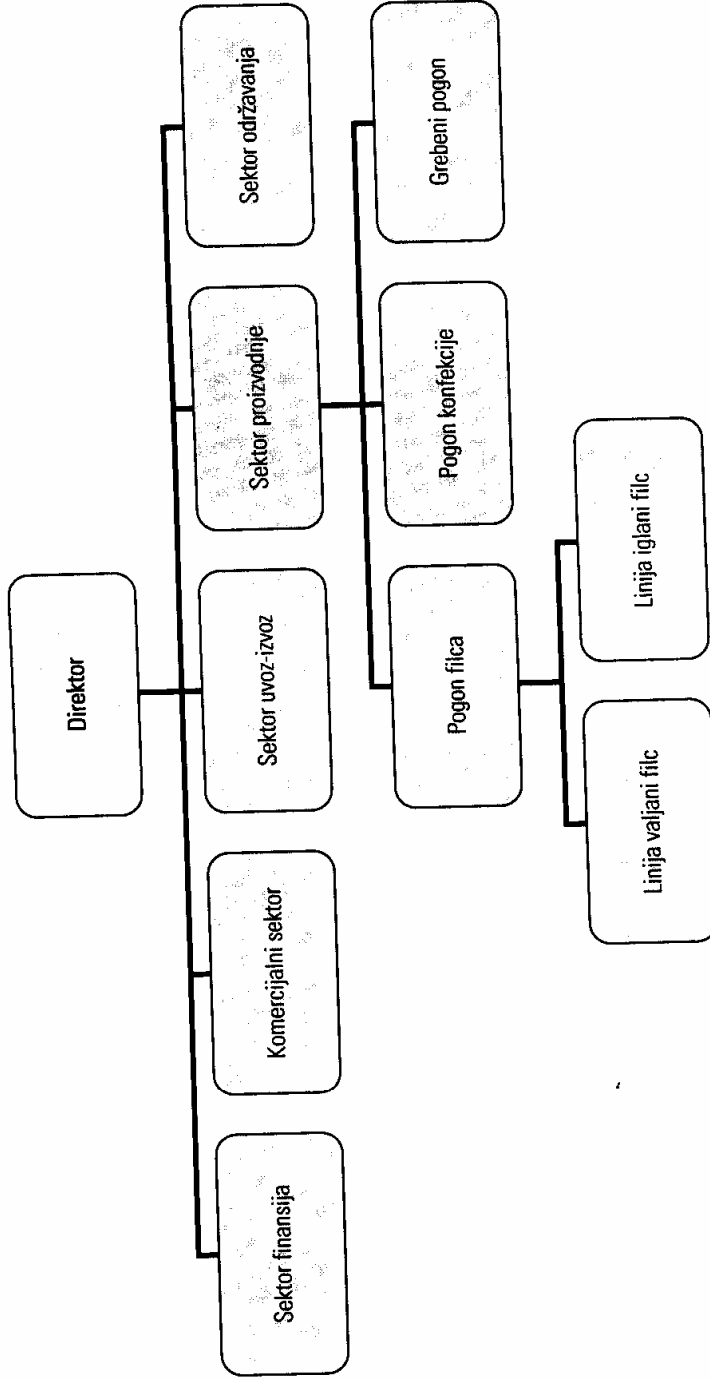 Direktor
Sektor finansija
Komercijalni sektor
Sektor uvoz-izvoz
Sektor proizvodnje
Sektor održavanja
Pogon filca
Pogon konfekcije
Grebeni pogon
Linija valjani filc
Linija iglani filc